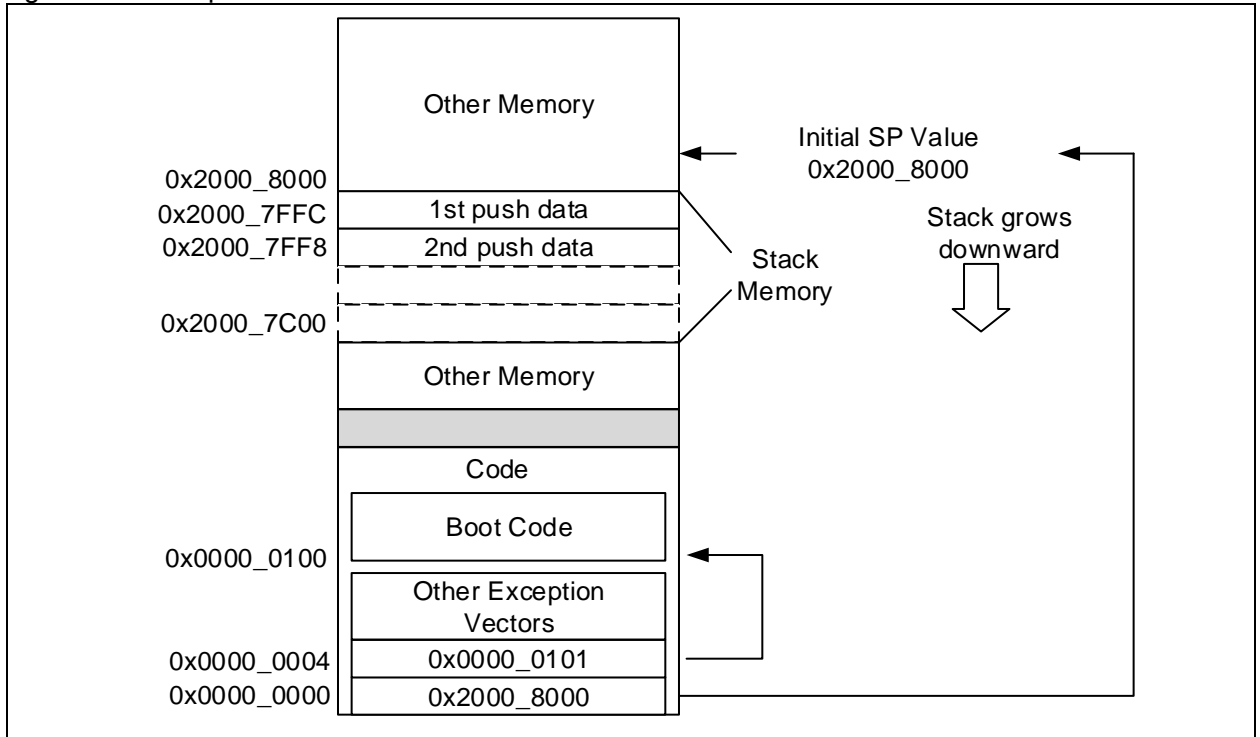 Other Memory
Initial SP Value
0x2000_8000
0x2000_8000
0x2000_7FFC
1st push data
Stack grows
downward
0x2000_7FF8
2nd push data
Stack
Memory
0x2000_7C00
Other Memory
Code
Boot Code
0x0000_0100
Other Exception
Vectors
0x0000_0004
0x0000_0101
0x0000_0000
0x2000_8000